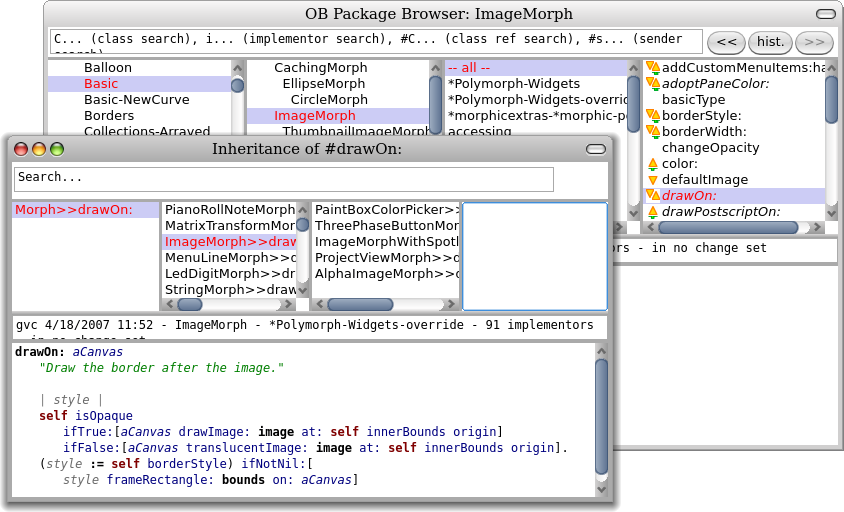 OB Package Browser: ImageMorph
C... (class search), i... (implementor search), #C... (class ref search), #s... (sender
search)
<<
hist.
>>
Balloon
Basic
Basic-NewCurve
Borders
Collections-Arrayed
CachingMorph
EllipseMorph
CircleMorph
ImageMorph
ThumbnailImageMorph
-- all --
*Polymorph-Widgets
*Polymorph-Widgets-overric
*morphicextras-*morphic-p
accessing
addCustomMenuItems:ha
adoptPaneColor:
basicType
borderStyle:
borderWidth:
changeOpacity
color:
defaultImage
drawOn:
drawPostscriptOn:
ors - in no change set
Inheritance of #drawOn:
Search...
Morph>>drawOn:
PianoRollNoteMorph
MatrixTransformMor
ImageMorph>>draw
MenuLineMorph>>d
LedDigitMorph>>dr
StringMorph>>draw
PaintBoxColorPicker>>
ThreePhaseButtonMor
ImageMorphWithSpotl
ProjectViewMorph>>d
AlphaImageMorph>>d
gvc 4/18/2007 11:52 - ImageMorph - *Polymorph-Widgets-override - 91 implementors
- in no change set
drawOn: aCanvas
"Draw the border after the image."
| style |
self isOpaque
ifTrue:[aCanvas drawImage: image at: self innerBounds origin]
ifFalse:[aCanvas translucentImage: image at: self innerBounds origin].
(style := self borderStyle) ifNotNil:[
style frameRectangle: bounds on: aCanvas]